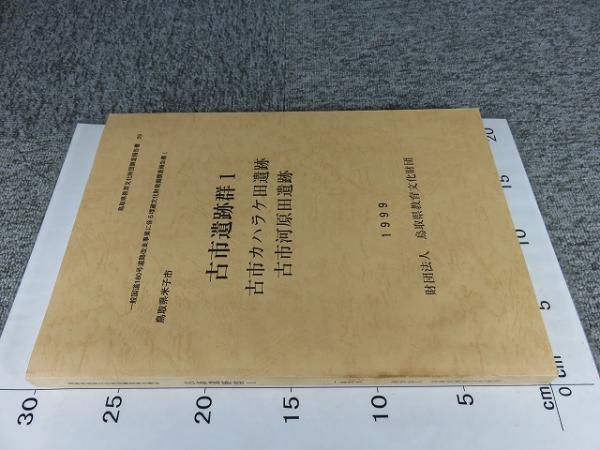 鳥取県教育文化財団調査報告書 59
一般国道180号道路改良事業に係る埋蔵文化財発掘調査報告書Ⅰ
鳥取県米子市
古市遺跡群1
古市カハラケ田遺跡
古市河原田遺跡
1999
財団法人 鳥取県教育文化財団
20
15
10
5
0 cm
30
25
20
15
10
5
0 cm